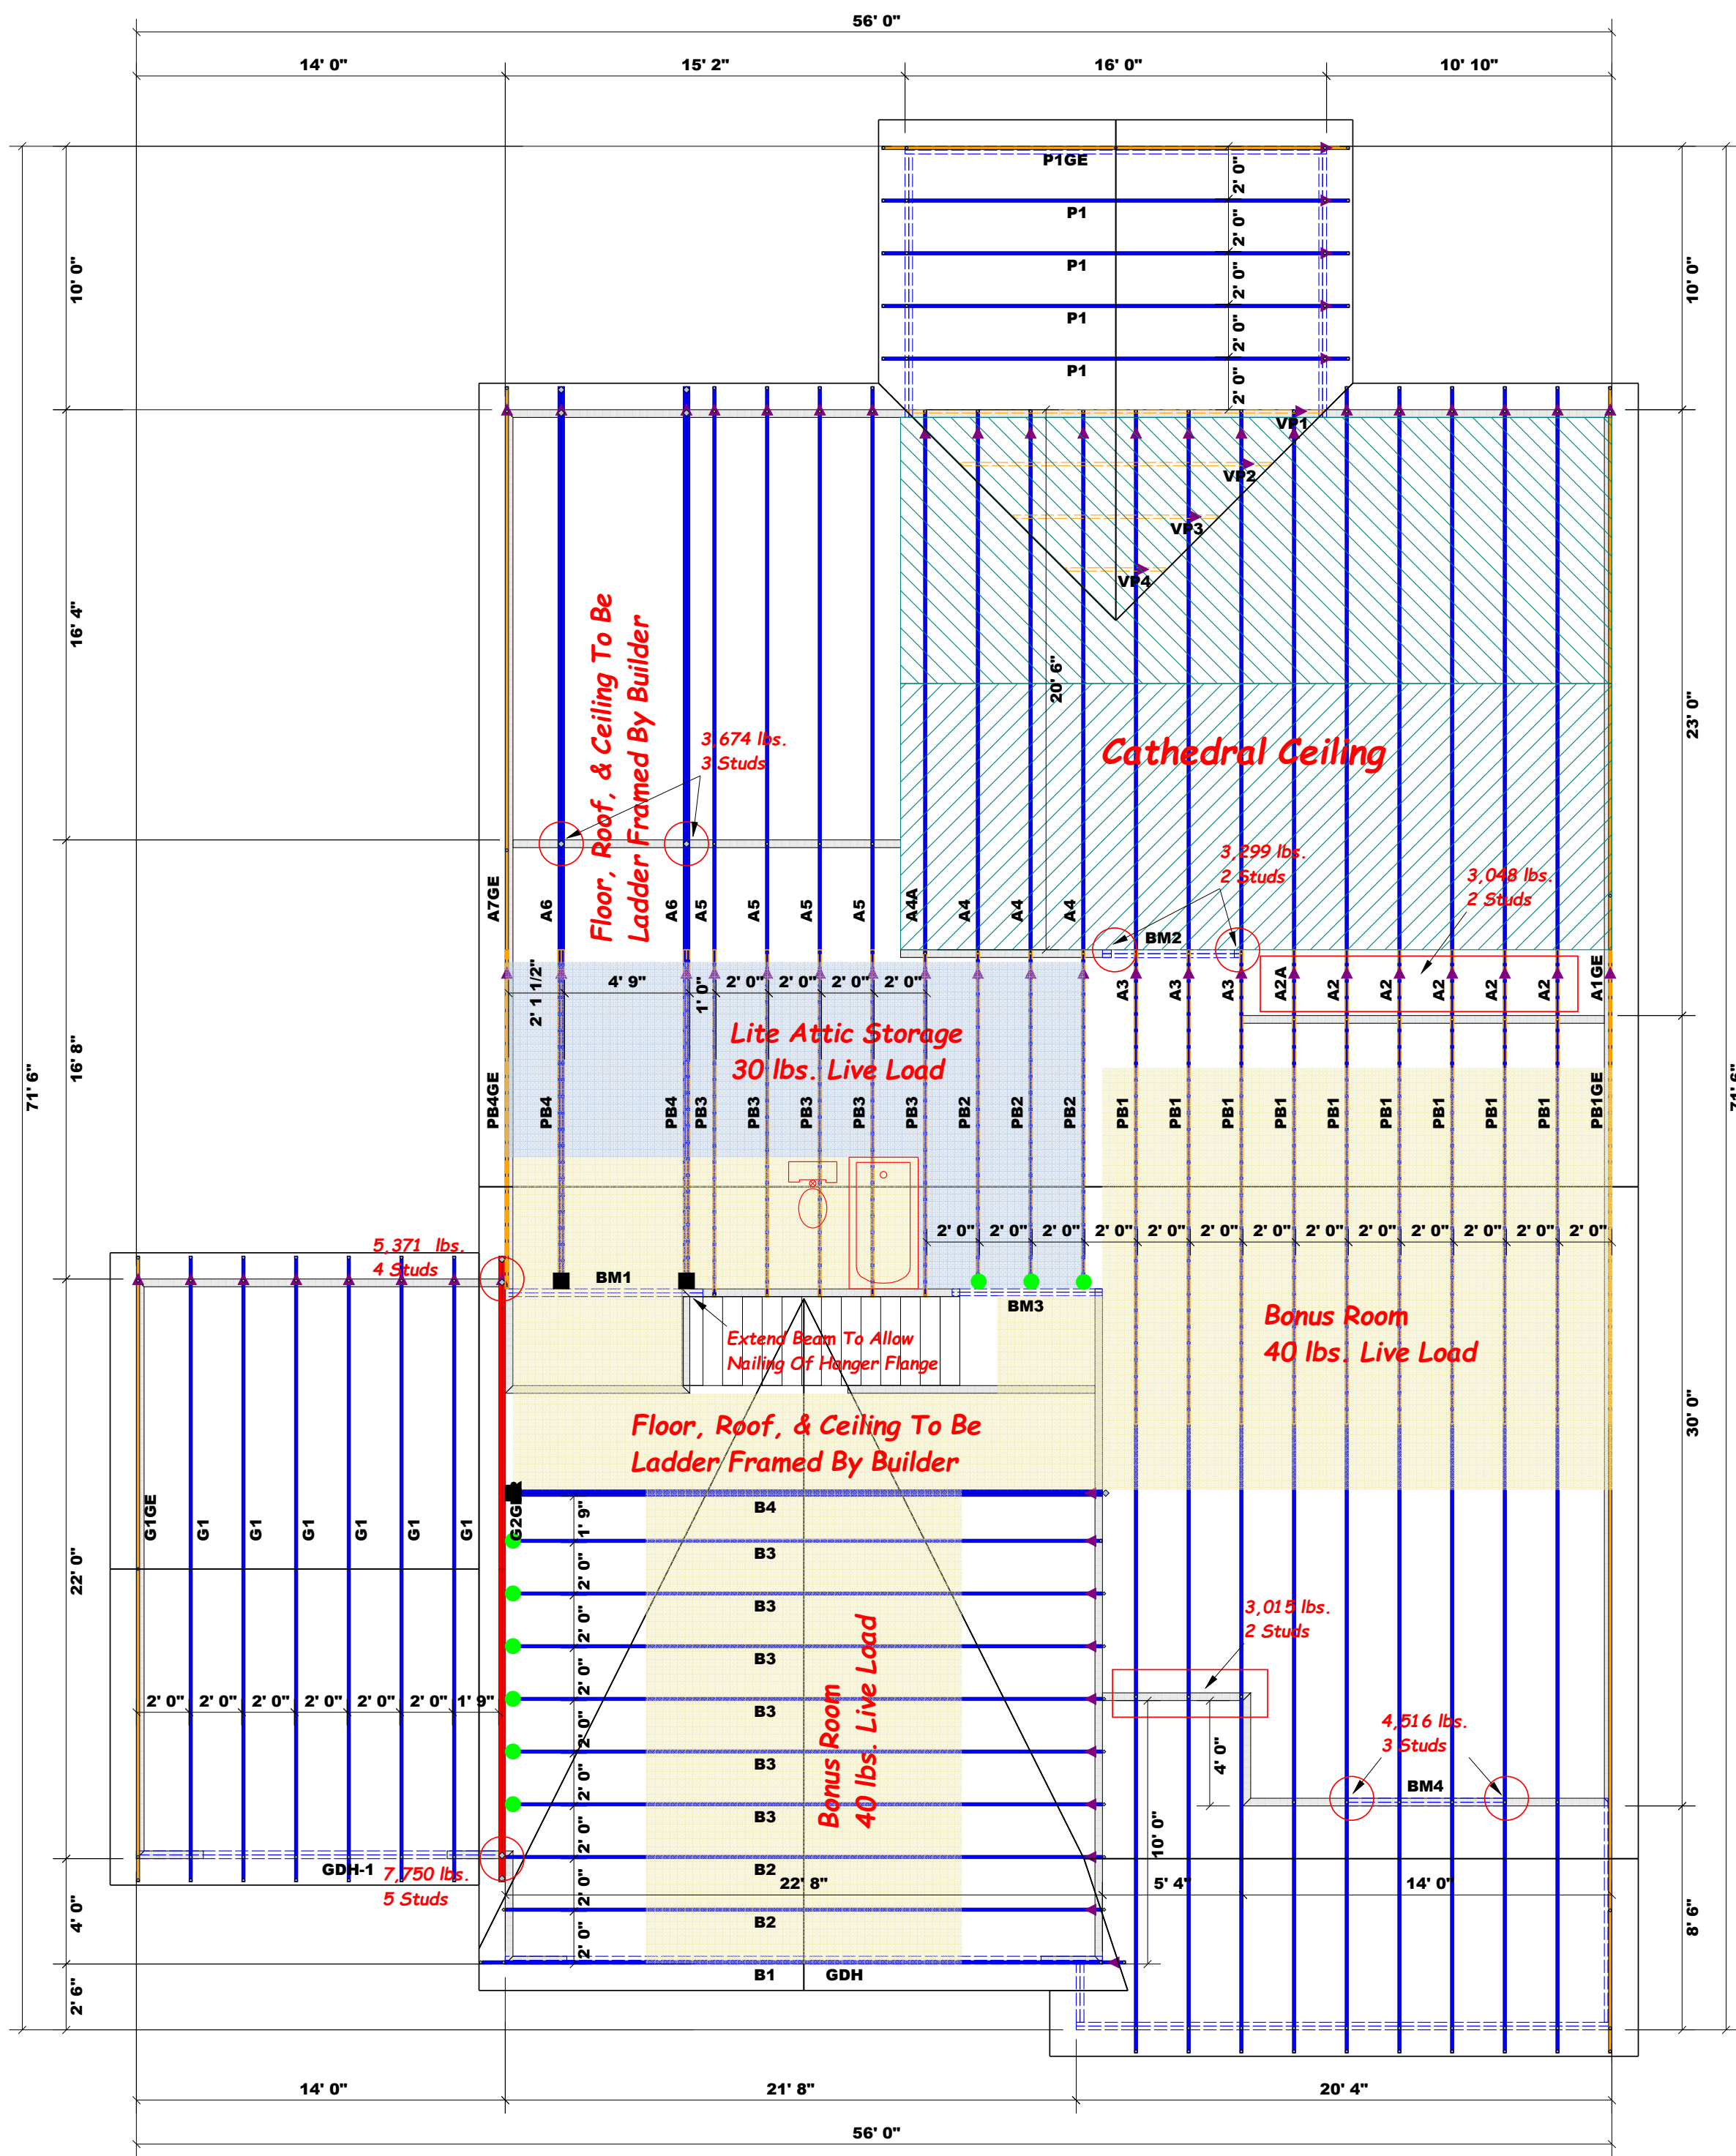 56' 0"
14' 0"
15' 2"
16' 0"
10' 10"
P1GE
2' 0"
P1
2' 0"
P1
2' 0"
P1
2' 0"
P1
2' 0"
10' 0"
10' 0"
VP1
VP2
VP3
VP4
16' 4"
20' 6"
23' 0"
Floor, Roof, & Ceiling To Be
Ladder Framed By Builder
3,674 lbs.
3 Studs
Cathedral Ceiling
3,299 lbs.
2 Studs
3,048 lbs.
2 Studs
BM2
A7GE
A6
A6
A5
A5
A5
A5
A4A
A4
A4
A4
A3
A3
A3
A2A
A2
A2
A2
A2
A2
A1GE
2' 1 1/2"
4' 9"
1' 0"
2' 0"
2' 0"
2' 0"
2' 0"
Lite Attic Storage
30 lbs. Live Load
16' 8"
71' 6"
PB4GE
PB4
PB4
PB3
PB3
PB3
PB3
PB3
PB2
PB2
PB2
PB1
PB1
PB1
PB1
PB1
PB1
PB1
PB1
PB1
PB1GE
2' 0"
2' 0"
2' 0"
2' 0"
2' 0"
2' 0"
2' 0"
2' 0"
2' 0"
2' 0"
2' 0"
2' 0"
2' 0"
5,371 lbs.
4 Studs
BM1
BM3
Extend Beam To Allow
Nailing Of Hanger Flange
Bonus Room
40 lbs. Live Load
30' 0"
Floor, Roof, & Ceiling To Be
Ladder Framed By Builder
G1GE
G1
G1
G1
G1
G1
G1
B4
1' 9"
B3
2' 0"
B3
2' 0"
B3
2' 0"
B3
2' 0"
B3
2' 0"
B3
2' 0"
B2
2' 0"
B2
2' 0"
B1
GDH
Bonus Room
40 lbs. Live Load
22' 0"
2' 0"
2' 0"
2' 0"
2' 0"
2' 0"
2' 0"
1' 9"
3,015 lbs.
2 Studs
4' 0"
4,516 lbs.
3 Studs
BM4
10' 0"
GDH-1
7,750 lbs.
5 Studs
22' 8"
5' 4"
14' 0"
4' 0"
2' 6"
8' 6"
14' 0"
21' 8"
20' 4"
56' 0"